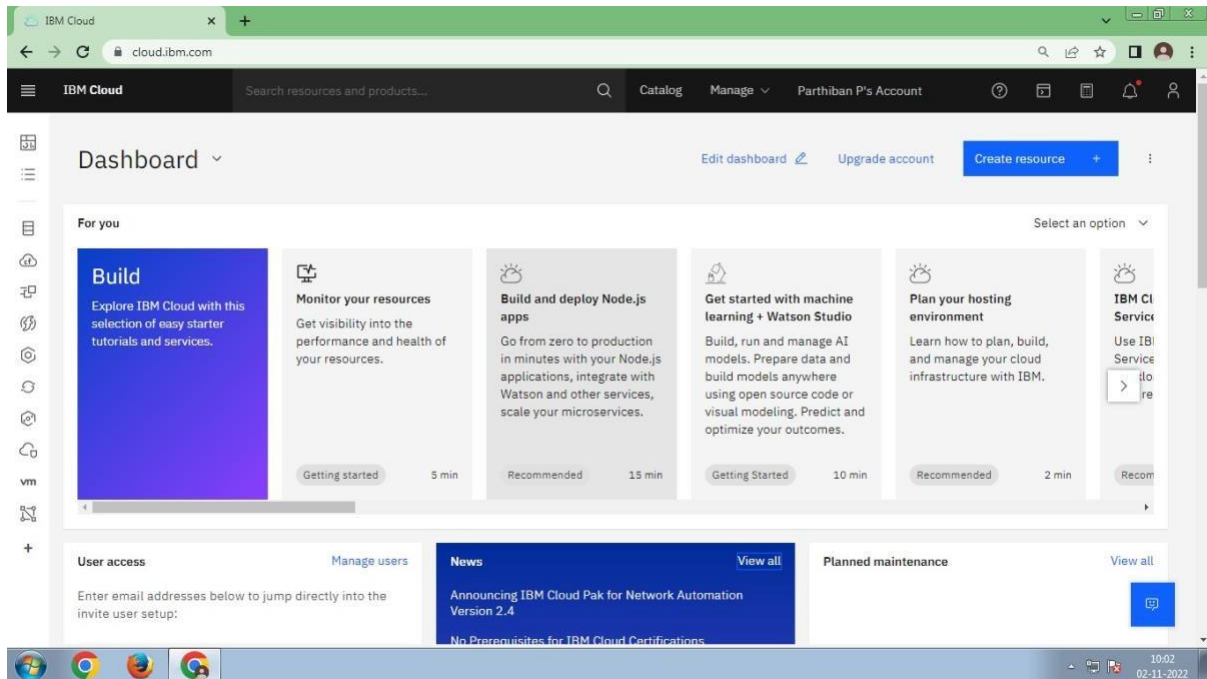 IBM Cloud
cloud.ibm.com
IBM Cloud
Search resources and products...
Catalog
Manage
Parthiban P's Account
Dashboard
Edit dashboard
Upgrade account
Create resource +
For you
Select an option
Build
Explore IBM Cloud with this
selection of easy starter
tutorials and services.
Monitor your resources
Get visibility into the
performance and health of
your resources.
Getting started
5 min
Build and deploy Node.js
apps
Go from zero to production
in minutes with your Node.js
applications, integrate with
Watson and other services,
scale your microservices.
Recommended
15 min
Get started with machine
learning + Watson Studio
Build, run and manage AI
models. Prepare data and
build models anywhere
using open source code or
visual modeling. Predict and
optimize your outcomes.
Getting Started
10 min
Plan your hosting
environment
Learn how to plan, build,
and manage your cloud
infrastructure with IBM.
Recommended
2 min
IBM Cl
Service
Use IBI
Service
lo
re
Recom
vm
User access
Manage users
Enter email addresses below to jump directly into the
invite user setup:
News
View all
Announcing IBM Cloud Pak for Network Automation
Version 2.4
No Prerequisites for IBM Cloud Certifications
Planned maintenance
View all
10:02
02-11-2022